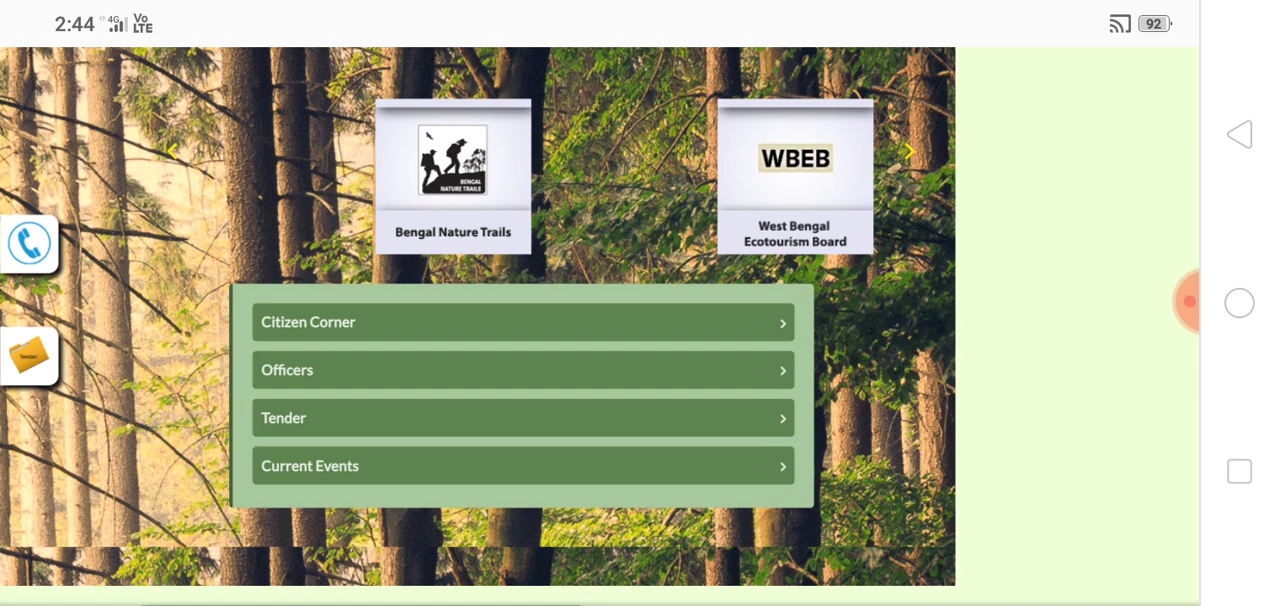 2:44 4G Vo LTE 92
BENGAL
NATURE TRAILS
Bengal Nature Trails
WBEB
West Bengal
Ecotourism Board
Tender
Citizen Corner
Officers
Tender
Current Events